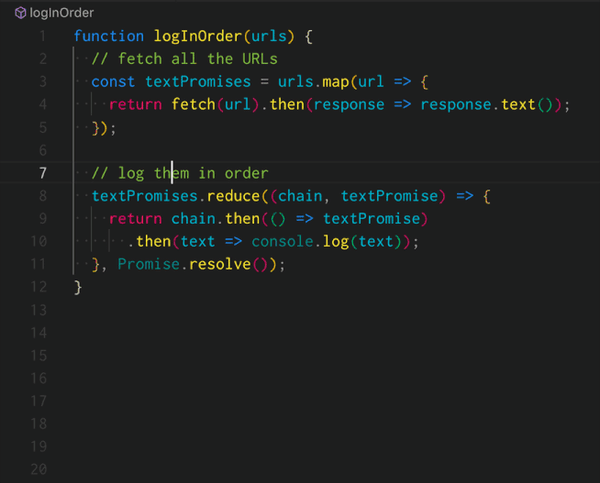 logInOrder
1 function logInOrder(urls) {
2 // fetch all the URLs
3 const textPromises = urls.map(url => {
4 return fetch(url).then(response => response.text());
5 });
6
7 // log them in order
8 textPromises.reduce((chain, textPromise) => {
9 return chain.then(() => textPromise)
10 .then(text => console.log(text));
11 }, Promise.resolve());
12 }
13
14
15
16
17
18
19
20